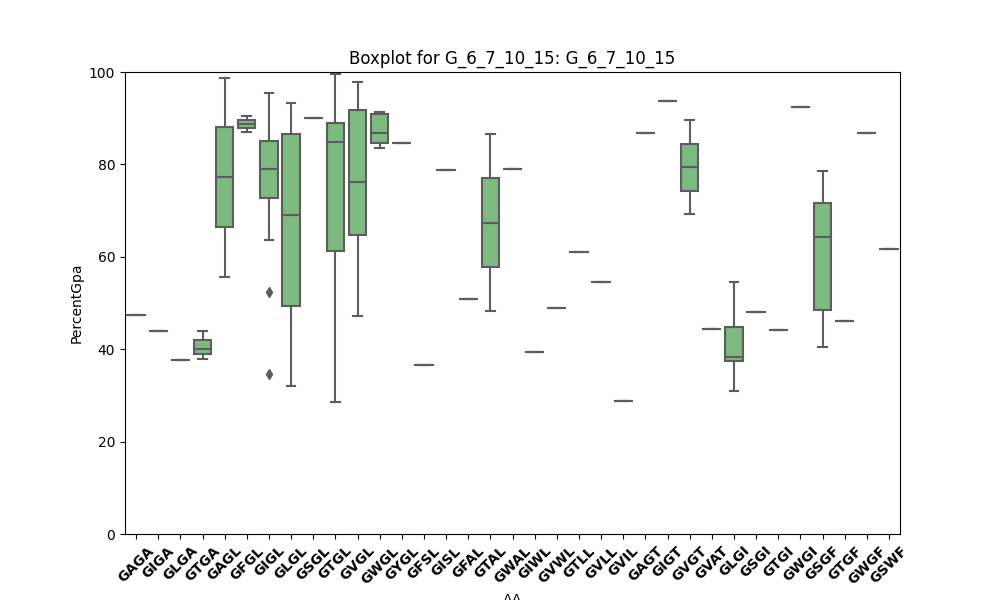 Boxplot for G_6_7_10_15: G_6_7_10_15
PercentGpa
100
80
60
40
20
0
GAGA GIGA GLGA GTGA GAGL GFGL GIGL GLGL GSGL GTGL GVGL GWGL GYGL GFSL GISL GFAL GTAL GWAL GIWL GVWL GTLL GVLL GVIL GAGT GIGT GVGT GVAT GLGI GSGI GTGI GWGI GSGF GTGF GWGF GSWF
AA